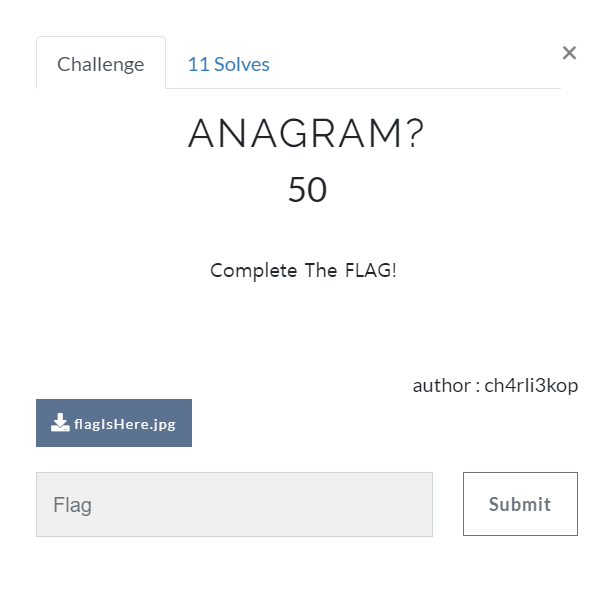 Challenge 11 Solves ×
ANAGRAM?
50
Complete The FLAG!
author : ch4rli3kop
flagIsHere.jpg
Flag Submit